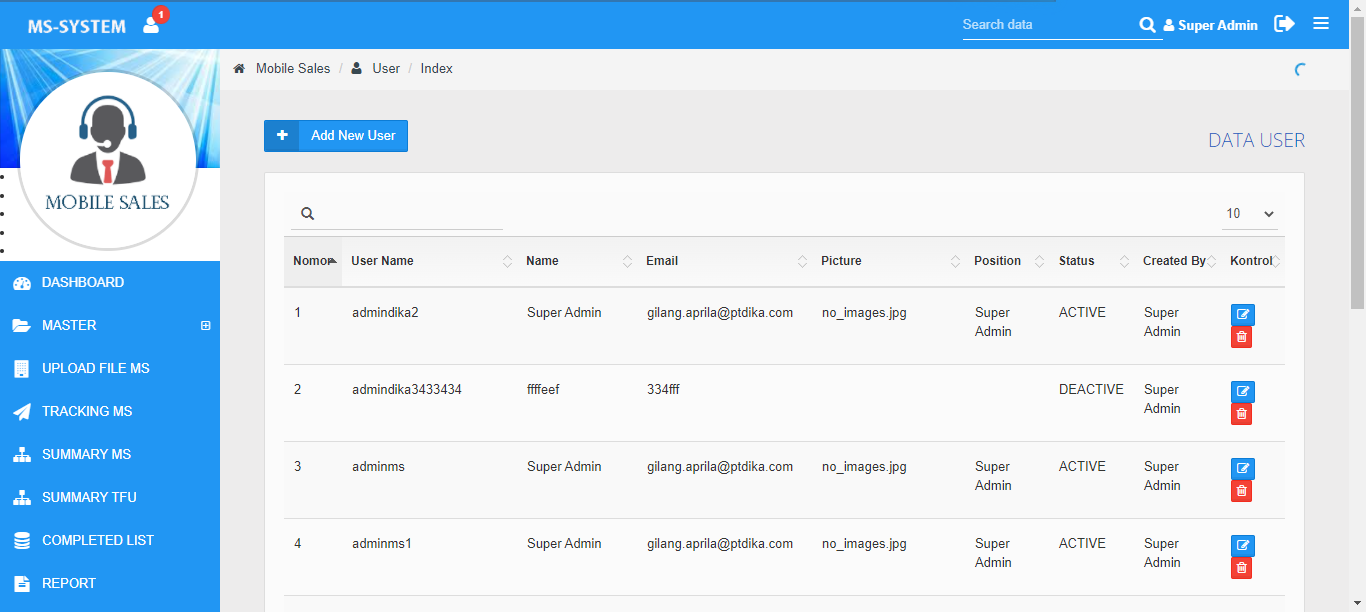 MS-SYSTEM 1 Search data Super Admin
Mobile Sales / User / Index
MOBILE SALES
DASHBOARD
MASTER
UPLOAD FILE MS
TRACKING MS
SUMMARY MS
SUMMARY TFU
COMPLETED LIST
REPORT
Add New User
DATA USER
10
Nomor User Name Name Email Picture Position Status Created By Kontrol
1 admindika2 Super Admin gilang.aprila@ptdika.com no_images.jpg Super Admin ACTIVE Super Admin
2 admindika3433434 ffffeef 334fff DEACTIVE Super Admin
3 adminms Super Admin gilang.aprila@ptdika.com no_images.jpg Super Admin ACTIVE Super Admin
4 adminms1 Super Admin gilang.aprila@ptdika.com no_images.jpg Super Admin ACTIVE Super Admin